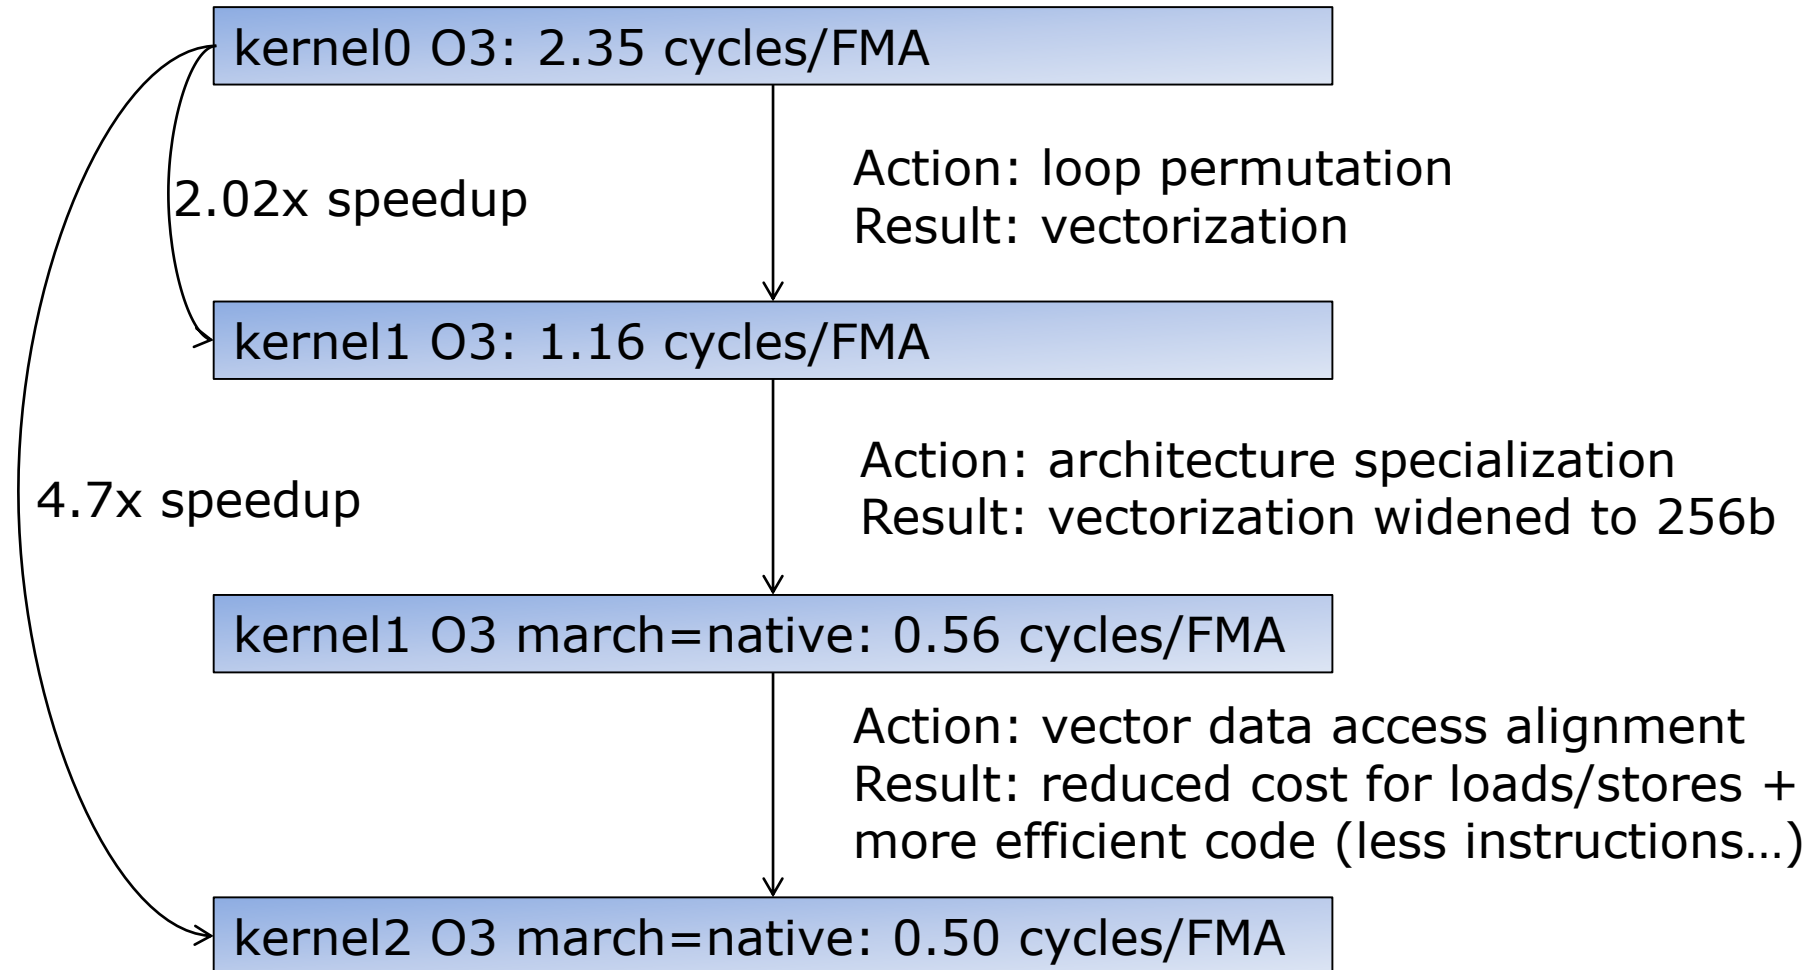 kernel0 O3: 2.35 cycles/FMA
2.02x speedup
Action: loop permutation
Result: vectorization
kernel1 O3: 1.16 cycles/FMA
4.7x speedup
Action: architecture specialization
Result: vectorization widened to 256b
kernel1 O3 march=native: 0.56 cycles/FMA
Action: vector data access alignment
Result: reduced cost for loads/stores +
more efficient code (less instructions…)
kernel2 O3 march=native: 0.50 cycles/FMA